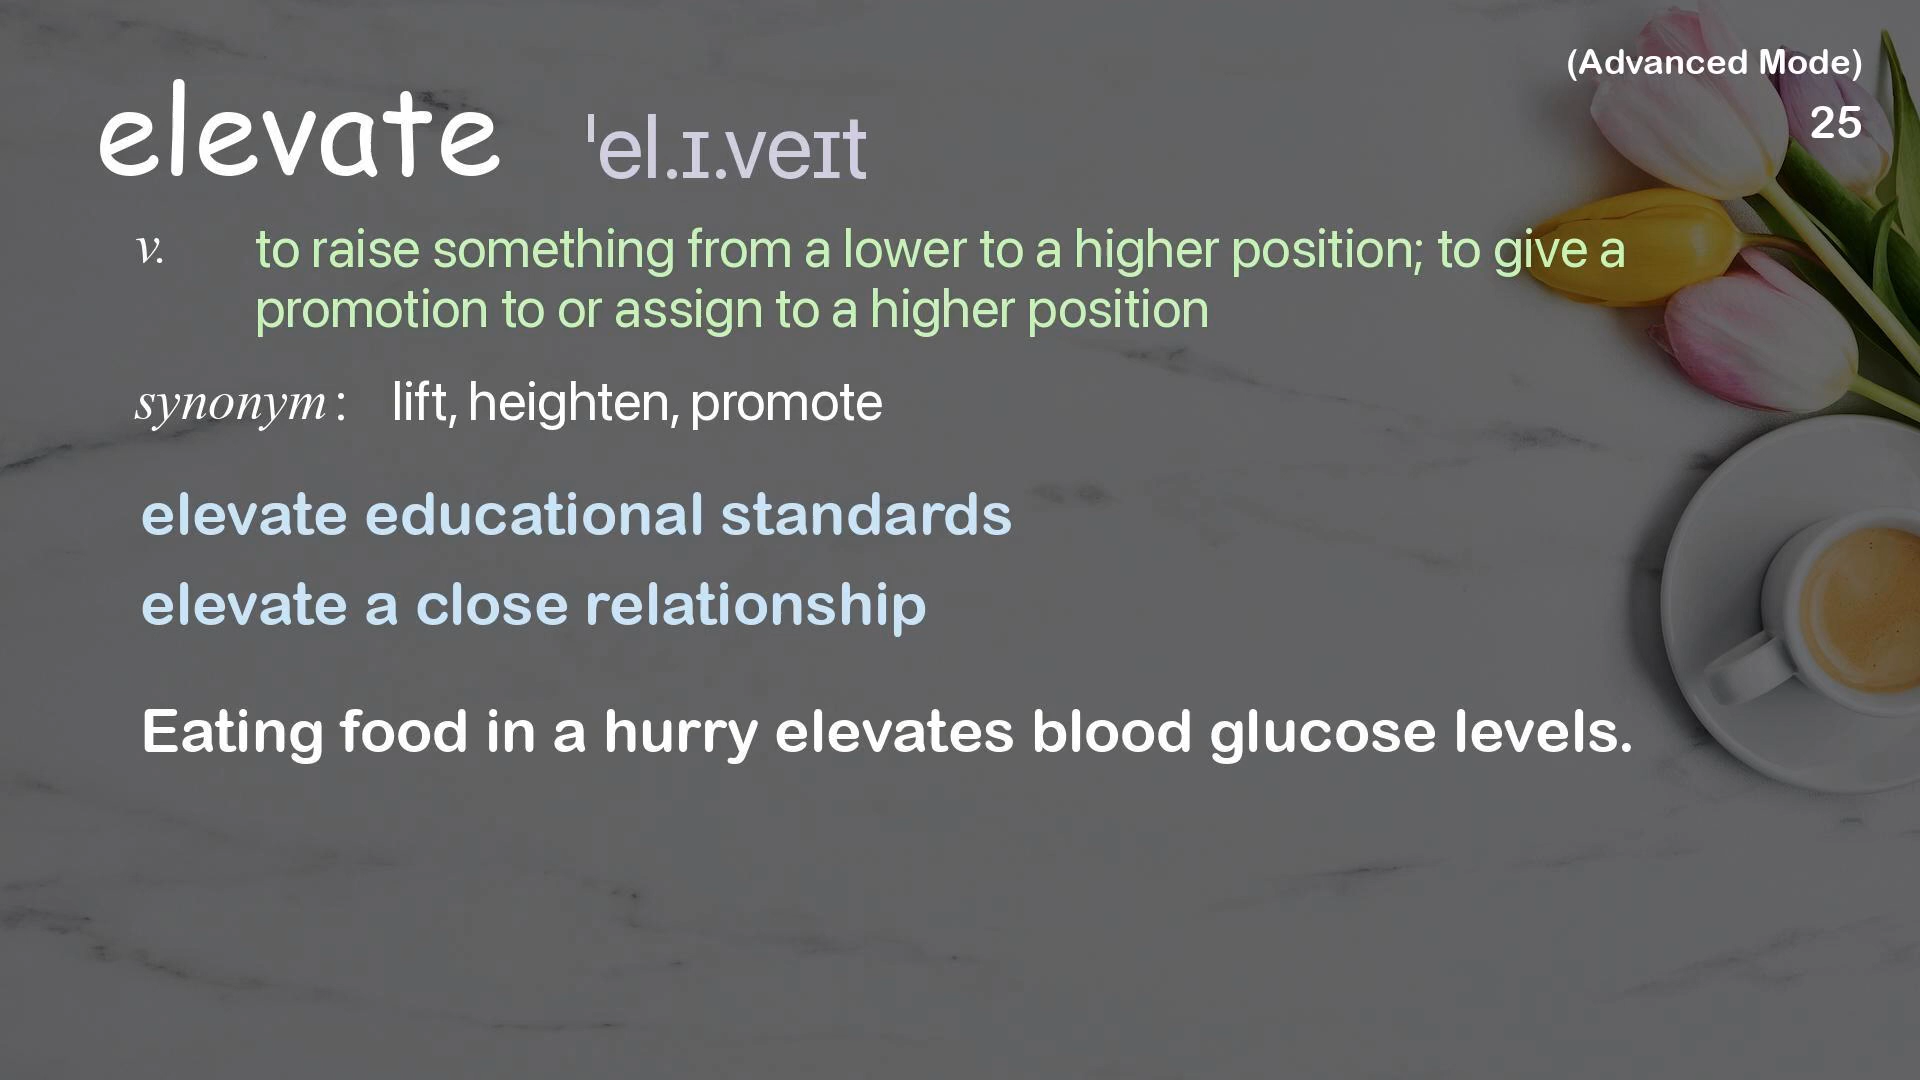 (Advanced Mode)
25
elevate ˈel.ɪ.veɪt
v. to raise something from a lower to a higher position; to give a
promotion to or assign to a higher position
synonym: lift, heighten, promote
elevate educational standards
elevate a close relationship
Eating food in a hurry elevates blood glucose levels.